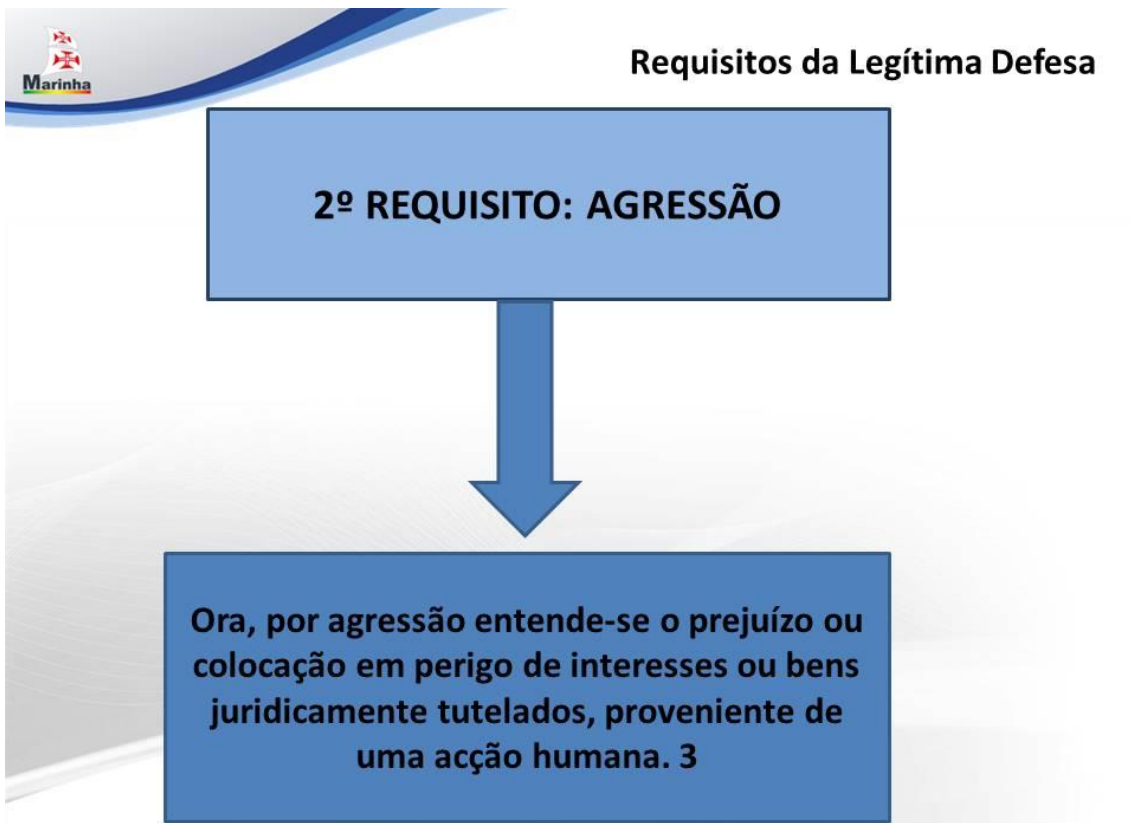 Marinha
Requisitos da Legítima Defesa
2º REQUISITO: AGRESSÃO
Ora, por agressão entende-se o prejuízo ou
colocação em perigo de interesses ou bens
juridicamente tutelados, proveniente de
uma acção humana. 3